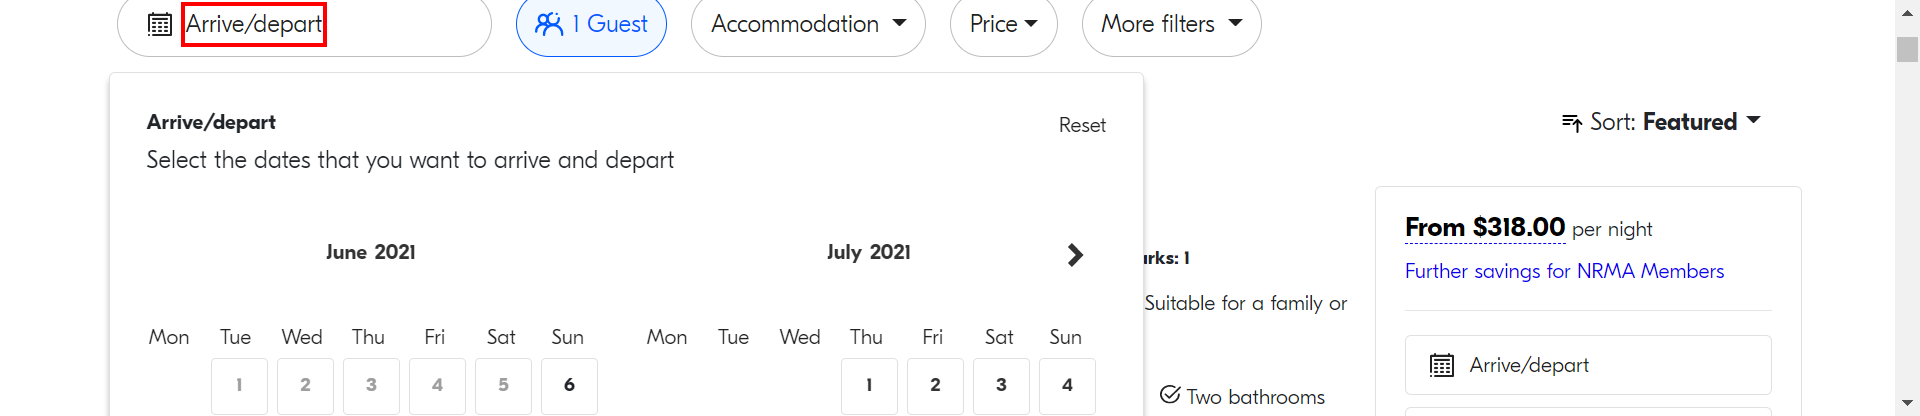 Arrive/depart
1 Guest
Accommodation
Price
More filters
Arrive/depart
Reset
Select the dates that you want to arrive and depart
Sort: Featured
June 2021
July 2021
Mon Tue Wed Thu Fri Sat Sun
Mon Tue Wed Thu Fri Sat Sun
1 2 3 4 5 6
1 2 3 4
arks: 1
Suitable for a family or
Two bathrooms
From $318.00 per night
Further savings for NRMA Members
Arrive/depart